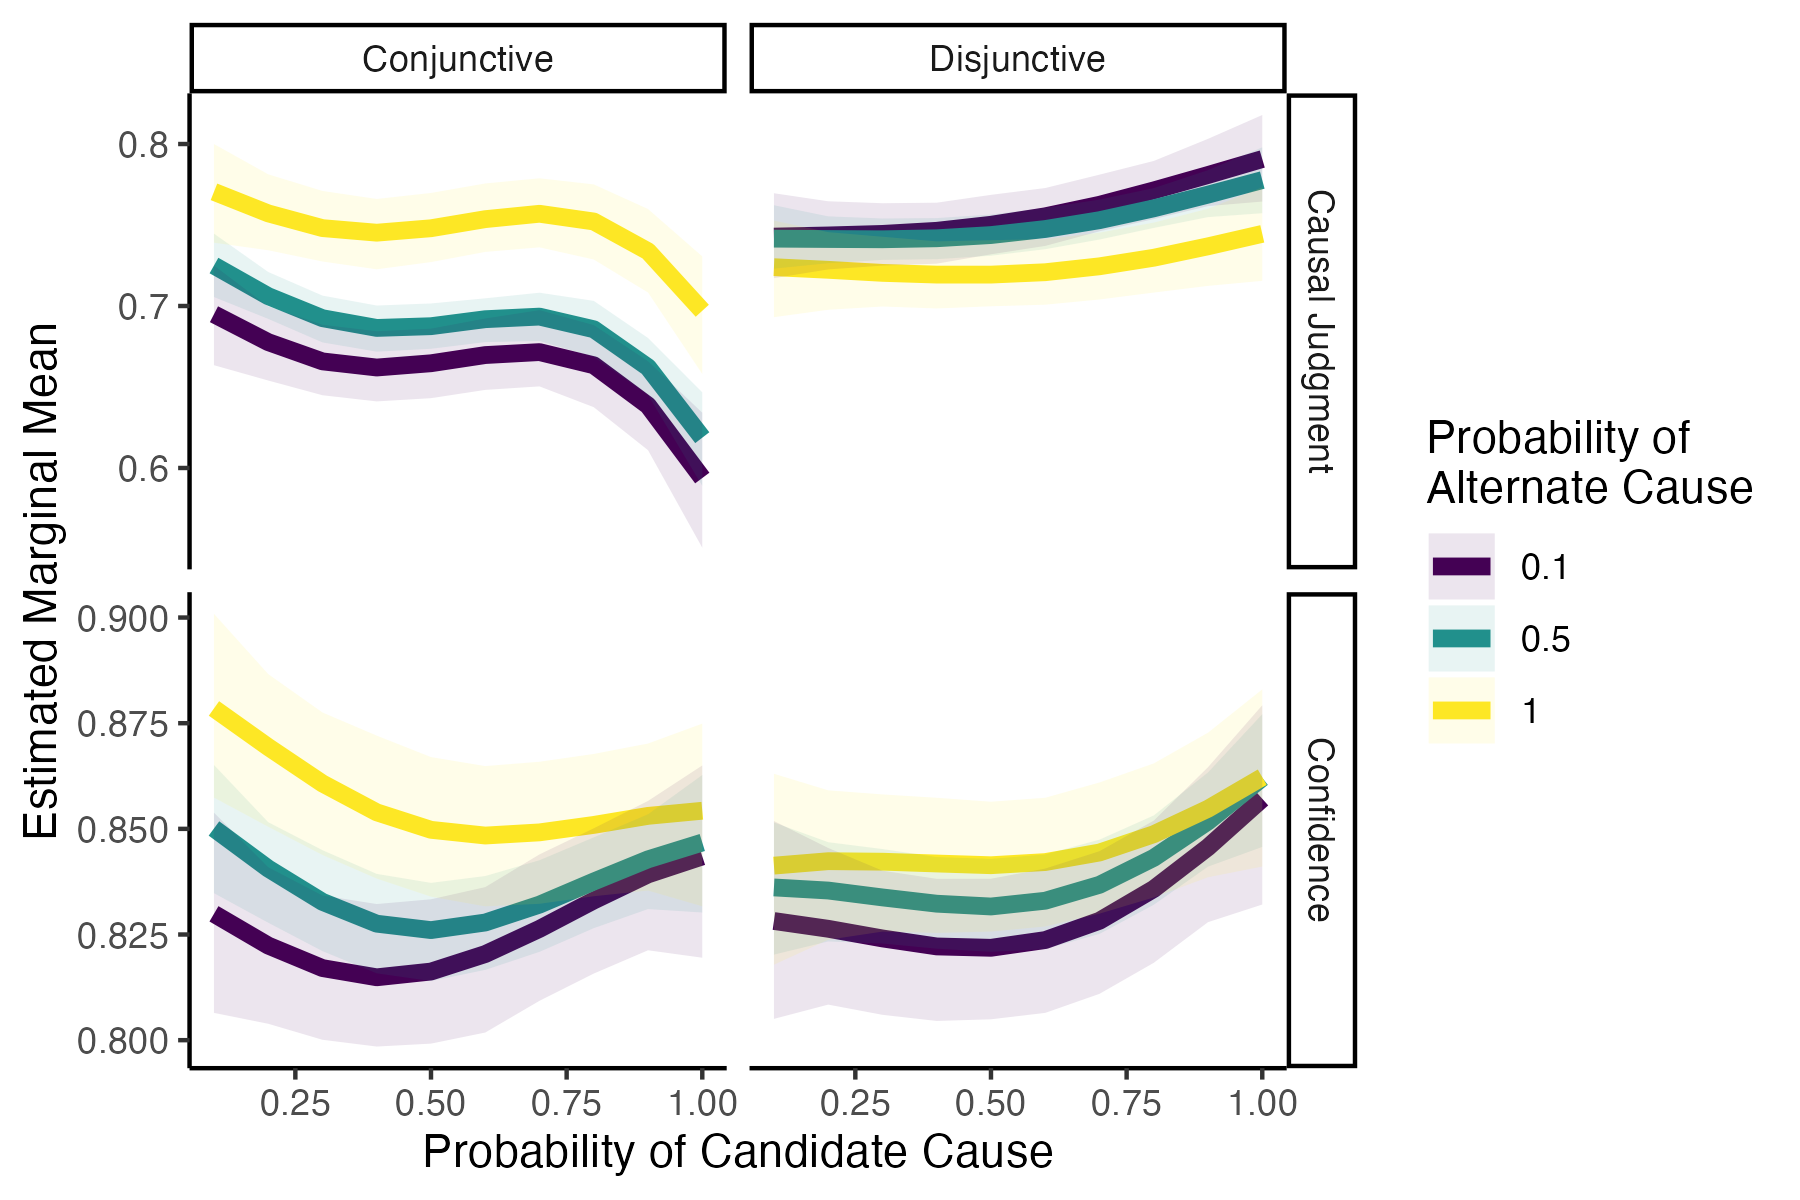 Conjunctive
Disjunctive
0.8
0.7
0.6
Causal Judgment
Estimated Marginal Mean
0.900
0.875
0.850
0.825
0.800
Confidence
0.25 0.50 0.75 1.00
0.25 0.50 0.75 1.00
Probability of Candidate Cause
Probability of
Alternate Cause
0.1
0.5
1